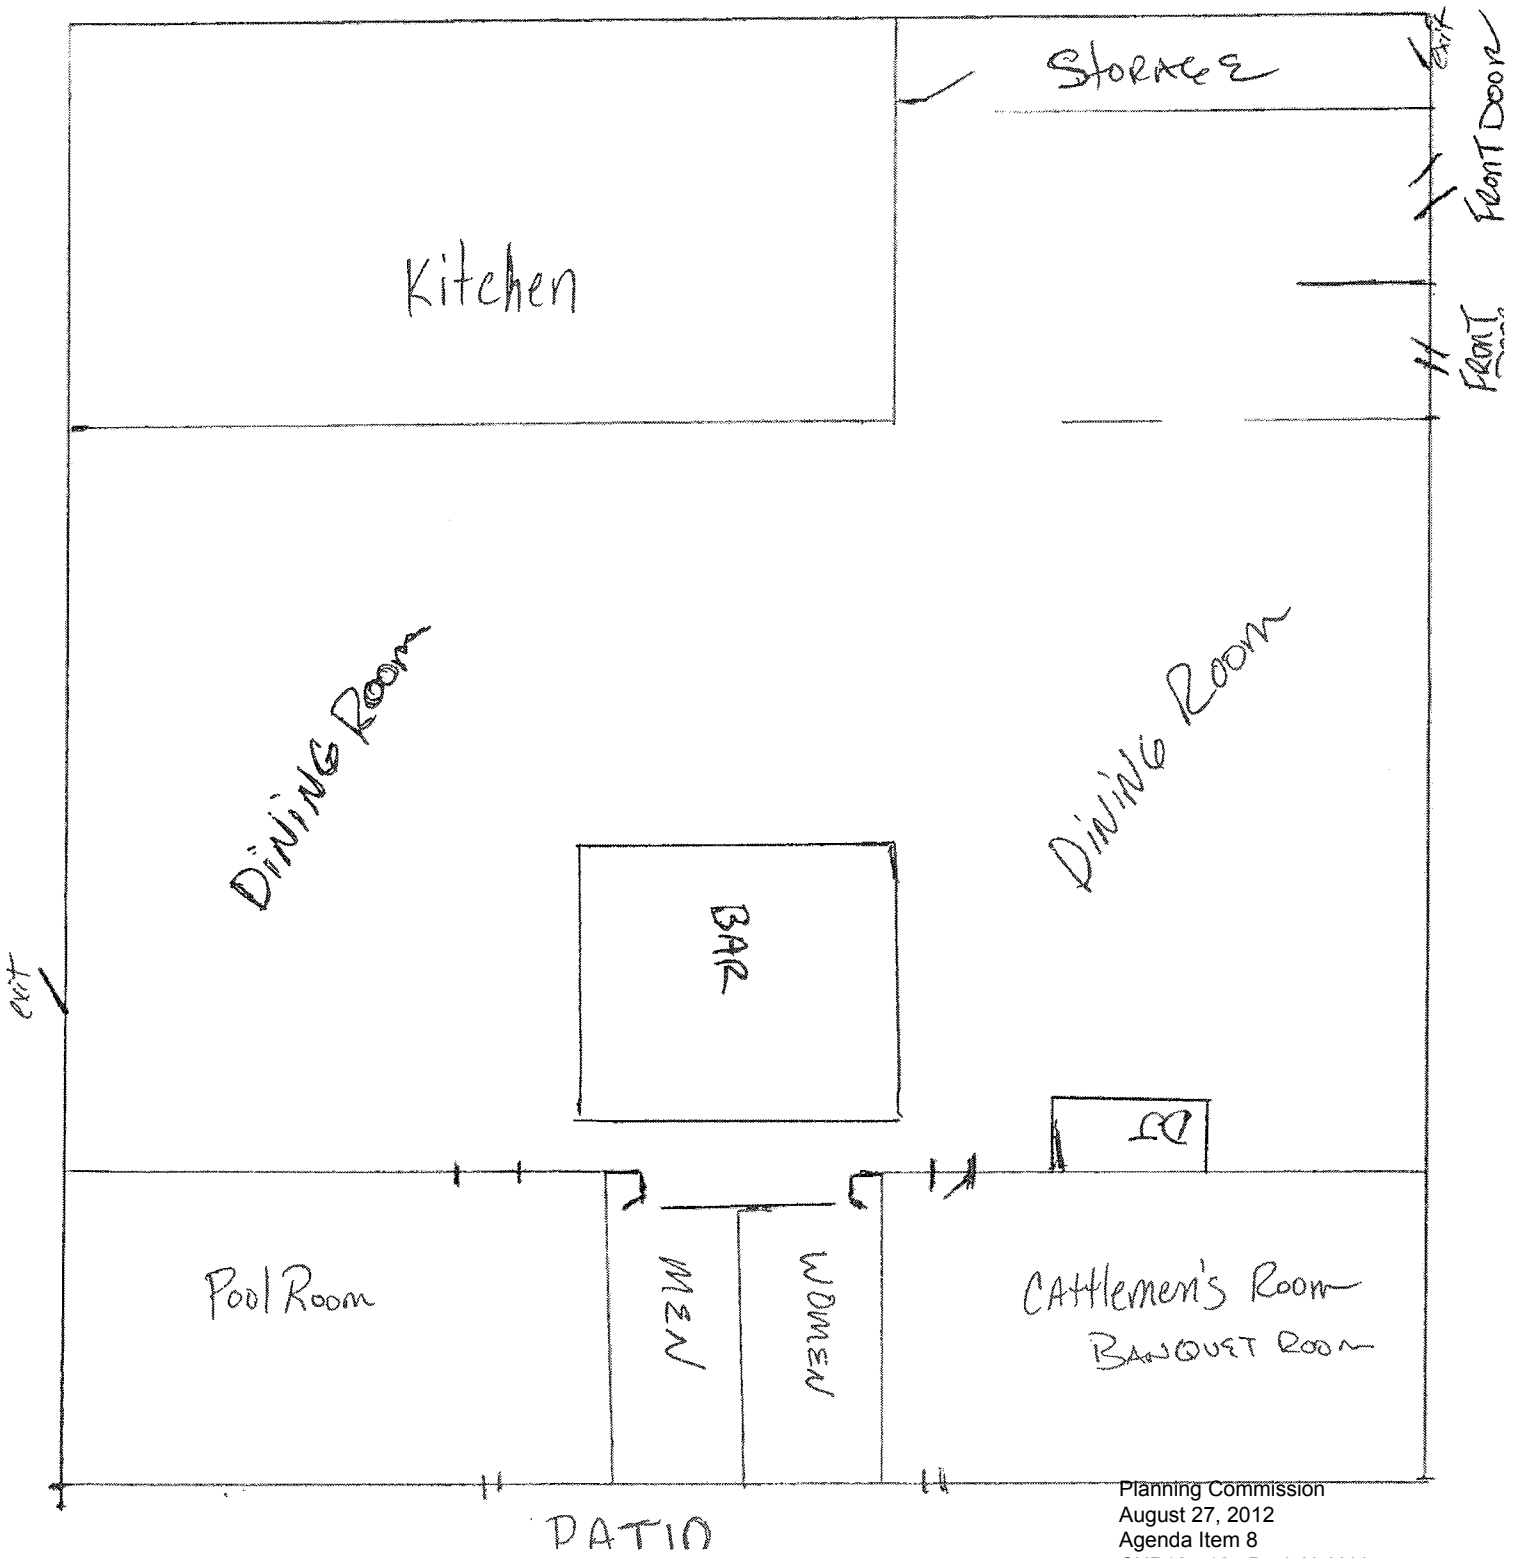 STORAGE
exit
FRONT DOOR
Kitchen
FRONT
DINING ROOM
DINING ROOM
BAR
exit
DJ
Pool Room
MEN
WOMEN
CATTLEMEN'S ROOM
BANQUET ROOM
PATIO
Planning Commission
August 27, 2012
Agenda Item 8